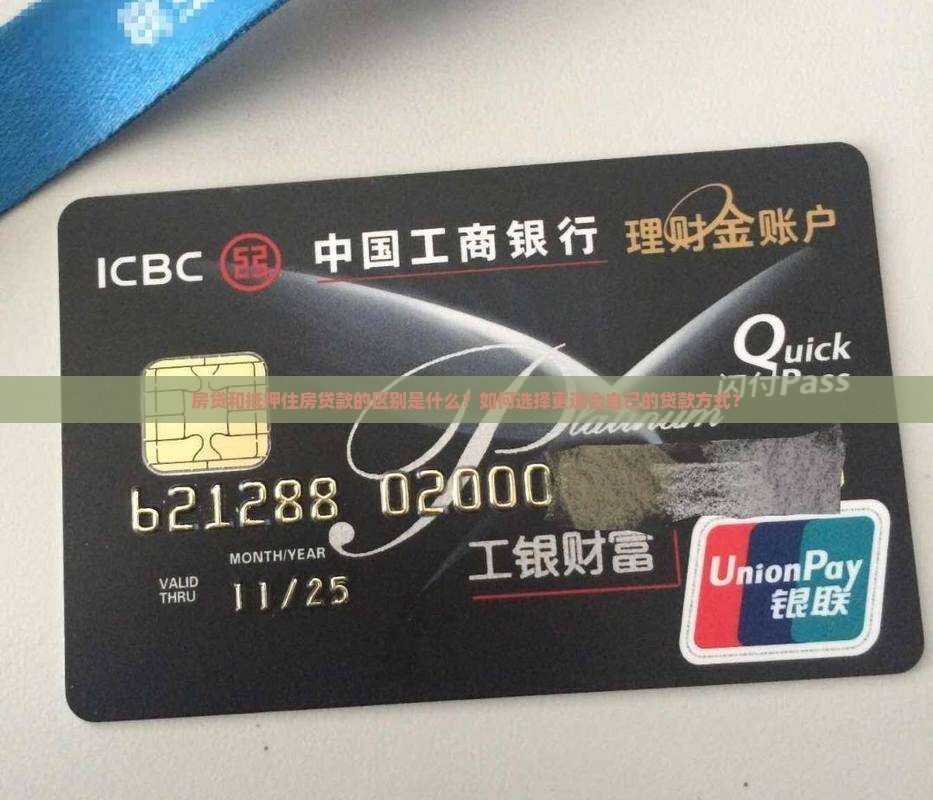 ICBC 中国工商银行 理财金账户
Quick
闪付Pass
房贷和抵押住房贷款的区别是什么？如何选择更适合自己的贷款方式？
Platinum
621288 02000
MONTH/YEAR
VALID THRU 11/25
工银财富
UnionPay
银联